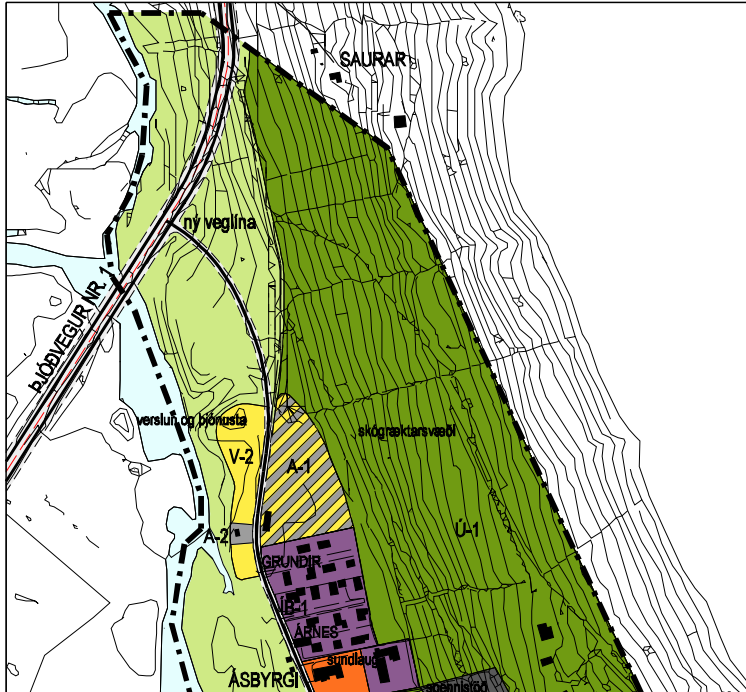 SAURAR
ný veglína
ÞJÓÐVEGUR NR. 1
verslun og þjónusta
skógræktarsvæði
V-2
A-1
A-2
Ú-1
GRUNDIR
ÍB-1
ÁRNES
sundlaug
ÁSBYRGI
spennistöð